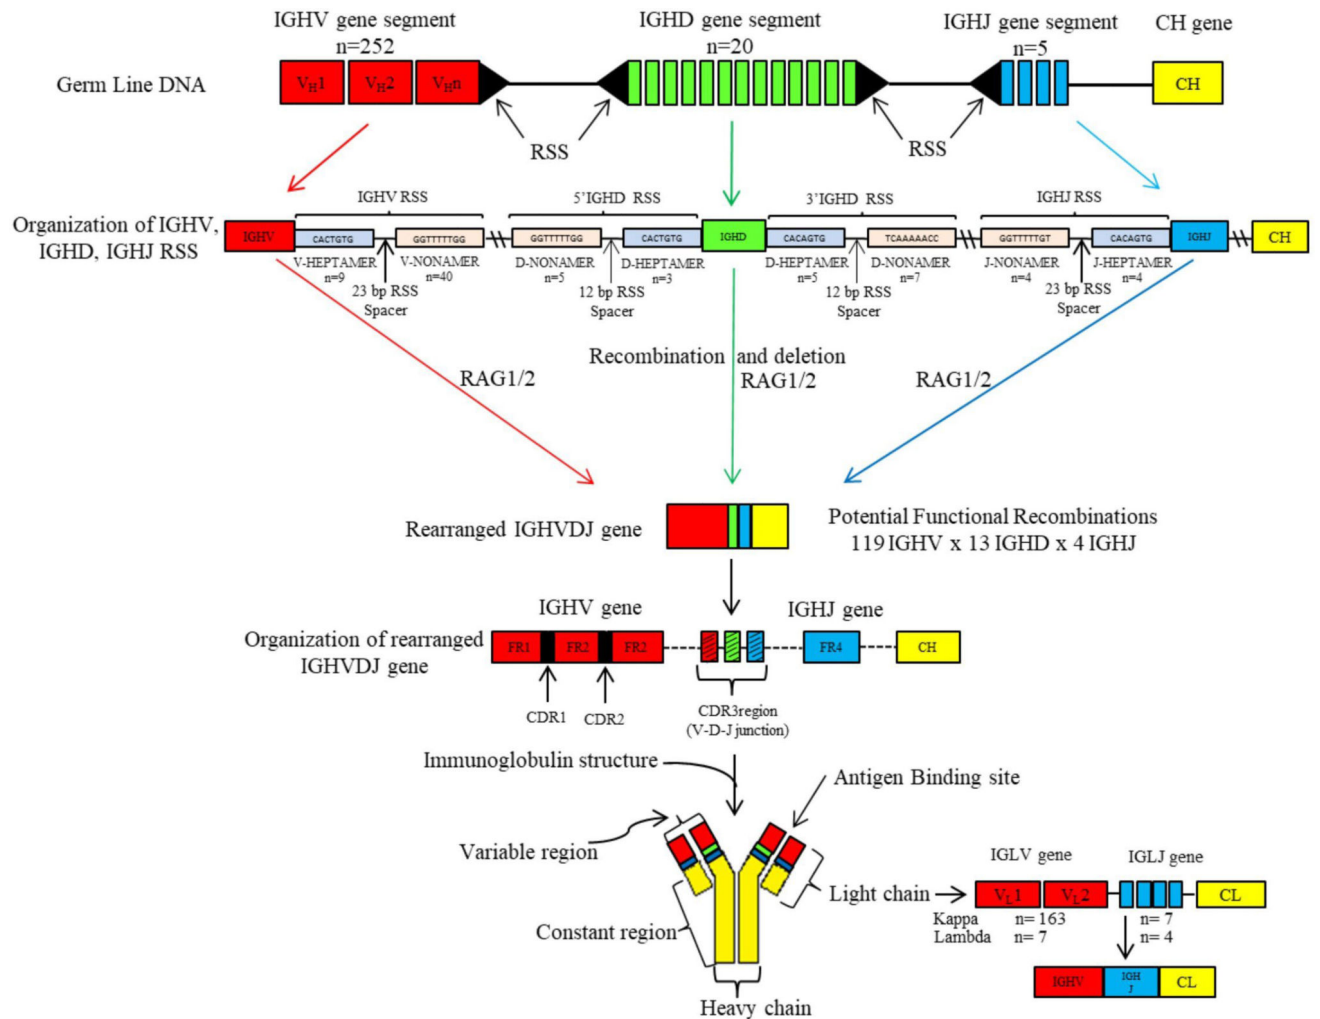 IGHV gene segment
n=252
IGHD gene segment
n=20
IGHJ gene segment
n=5
CH gene
Germ Line DNA
VH1 VH2 VHn
CH
RSS
RSS
Organization of IGHV,
IGHD, IGHJ RSS
IGHV RSS
5'IGHD RSS
3'IGHD RSS
IGHJ RSS
IGHV
CACTGTG
GGTTTTTGG
GGTTTTTGG
CACTGTG
IGHD
CACAGTG
TCAAAAACC
GGTTTTTGT
CACAGTG
IGHJ
CH
V-HEPTAMER
n=9
V-NONAMER
n=40
D-NONAMER
n=5
D-HEPTAMER
n=3
D-HEPTAMER
n=5
D-NONAMER
n=7
J-NONAMER
n=4
J-HEPTAMER
n=4
23 bp RSS
Spacer
12 bp RSS
Spacer
12 bp RSS
Spacer
23 bp RSS
Spacer
Recombination and deletion
RAG1/2
RAG1/2
RAG1/2
Rearranged IGHVDJ gene
Potential Functional Recombinations
119 IGHV x 13 IGHD x 4 IGHJ
IGHV gene
IGHJ gene
Organization of rearranged
IGHVDJ gene
FR1 FR2 FR2
FR4
CH
CDR1
CDR2
CDR3region
(V-D-J junction)
Immunoglobulin structure
Antigen Binding site
Variable region
Constant region
Light chain
Heavy chain
IGLV gene
IGLJ gene
VL1 VL2
CL
Kappa n= 163 n= 7
Lambda n= 7 n= 4
IGHV
IGH
J
CL